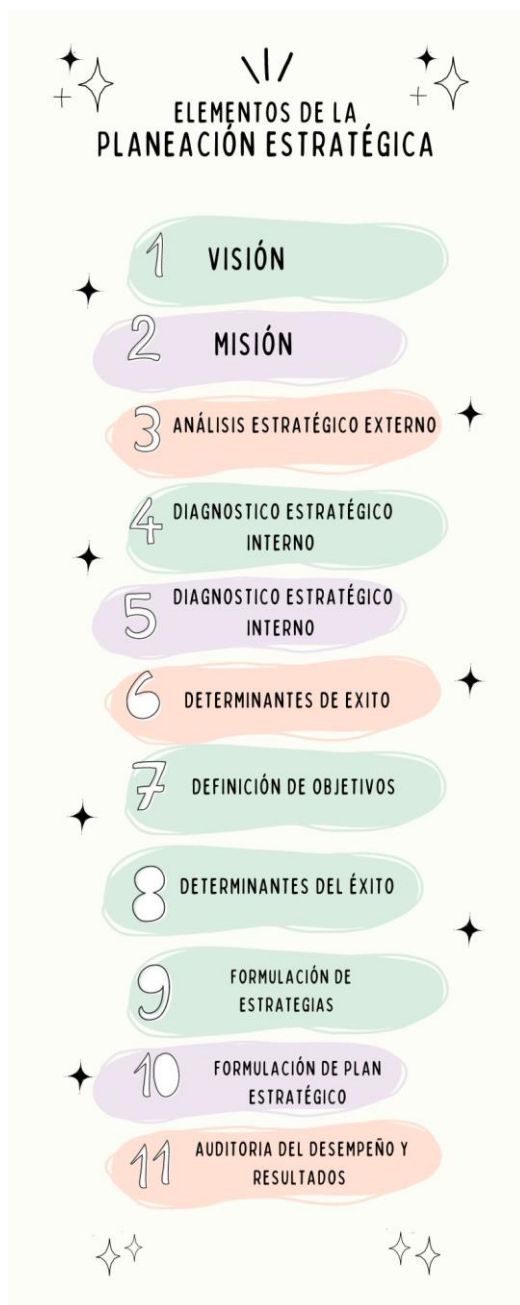 ELEMENTOS DE LA
PLANEACIÓN ESTRATÉGICA
1 VISIÓN
2 MISIÓN
3 ANÁLISIS ESTRATÉGICO EXTERNO
4 DIAGNOSTICO ESTRATÉGICO
INTERNO
5 DIAGNOSTICO ESTRATÉGICO
INTERNO
6 DETERMINANTES DE EXITO
7 DEFINICIÓN DE OBJETIVOS
8 DETERMINANTES DEL ÉXITO
9 FORMULACIÓN DE
ESTRATEGIAS
10 FORMULACIÓN DE PLAN
ESTRATÉGICO
11 AUDITORIA DEL DESEMPEÑO Y
RESULTADOS